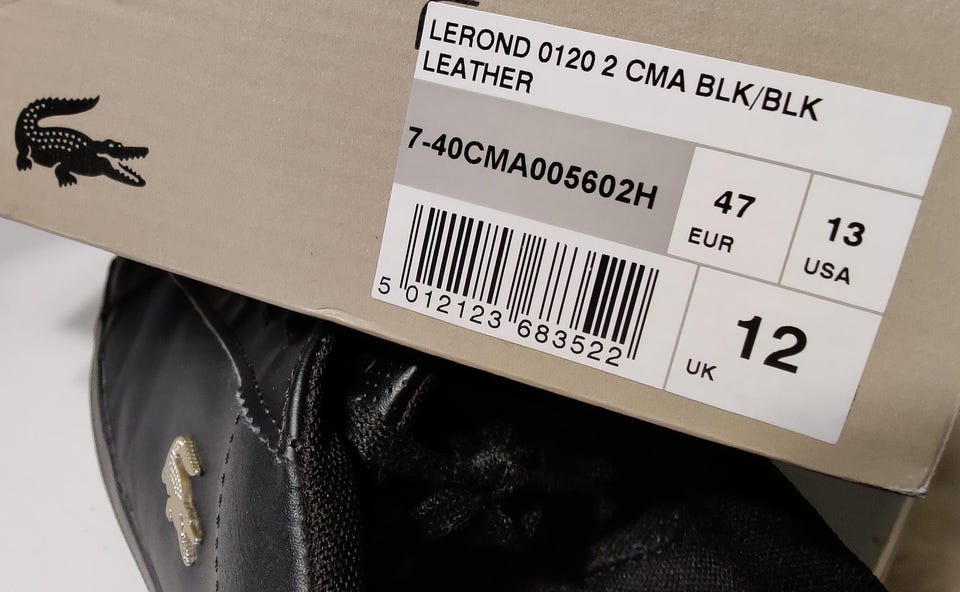 LEROND 0120 2 CMA BLK/BLK
LEATHER
7-40CMA005602H
47
EUR
13
USA
5 012123 683522
UK
12